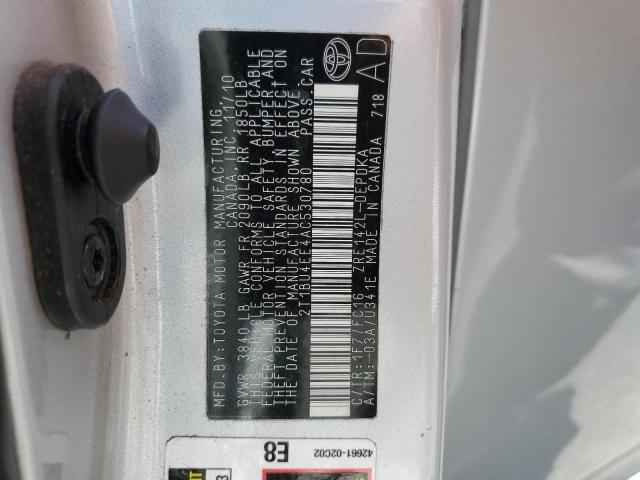 MFD.BY:TOYOTA MOTOR MANUFACTURING,
CANADA, INC. 11/10
GVWR 3840 LB GAWR FR 2090LB RR 1850LB
THIS VEHICLE CONFORMS TO ALL APPLICABLE
FEDERAL MOTOR VEHICLE SAFETY BUMPER, AND
THEFT PREVENTION STANDARDS IN EFFECT ON
THE DATE OF MANUFACTURE SHOWN ABOVE.
2T1BU4EE4AC530780 PASS.CAR
C/TR:1F7/FC16 ZRE142L-DEPDKA
A/TM:-03A/U341E MADE IN CANADA 718
AD
42661-02C02
E8